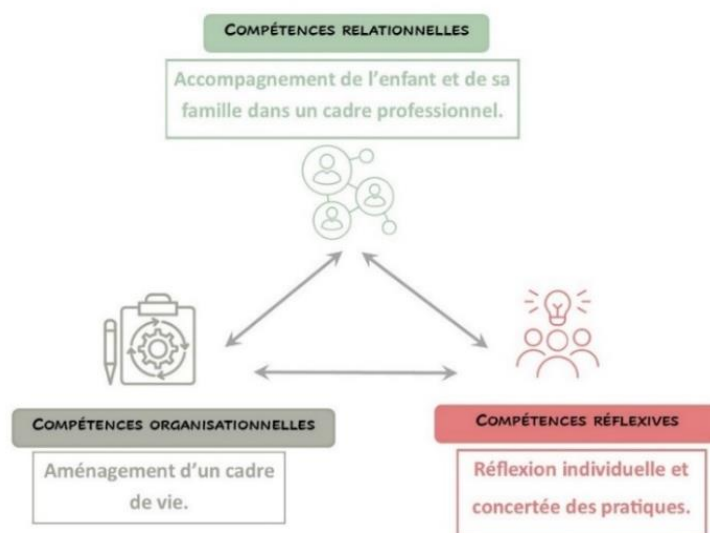 COMPÉTENCES RELATIONNELLES
Accompagnement de l'enfant et de sa
famille dans un cadre professionnel.
COMPÉTENCES ORGANISATIONNELLES
Aménagement d'un cadre
de vie.
COMPÉTENCES RÉFLEXIVES
Réflexion individuelle et
concertée des pratiques.